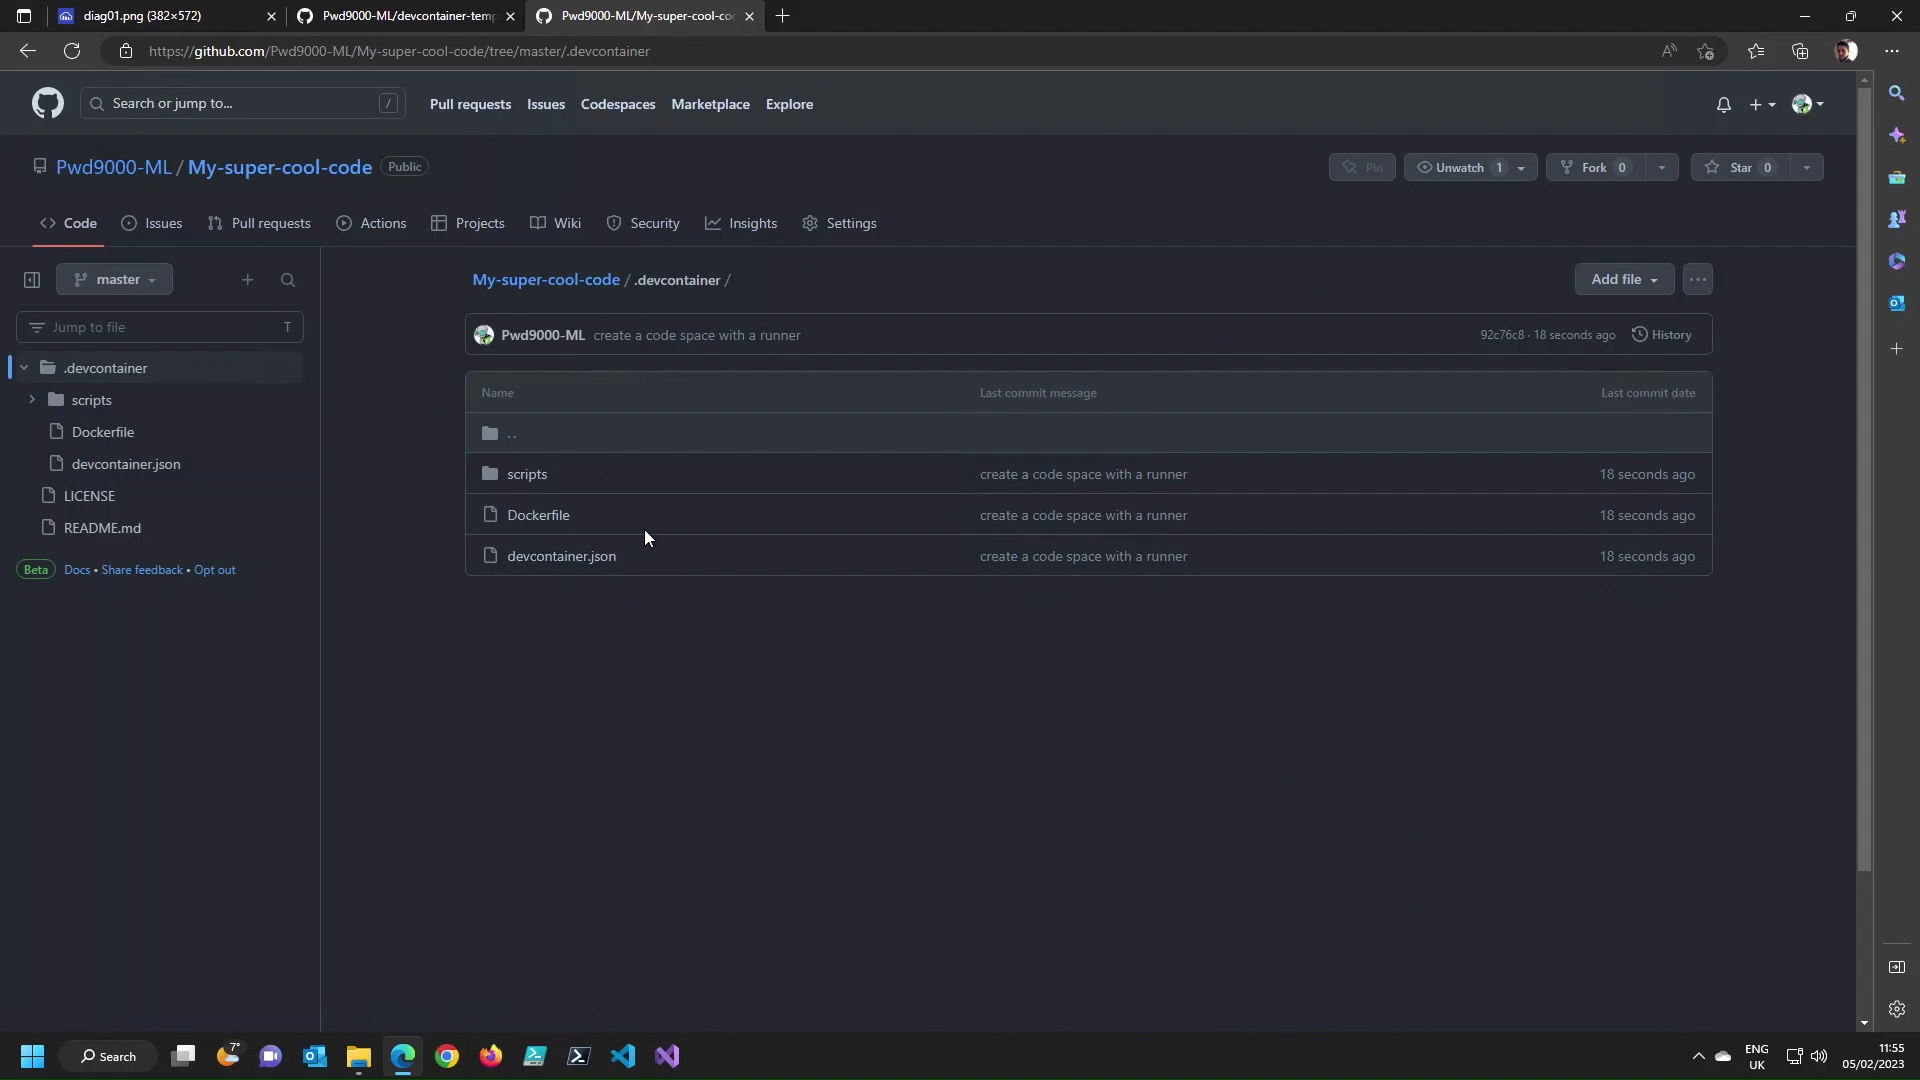 diag01.png (382×572)
Pwd9000-ML/devcontainer-temp
Pwd9000-ML/My-super-cool-co
https://github.com/Pwd9000-ML/My-super-cool-code/tree/master/.devcontainer
Search or jump to...
/
Pull requests
Issues
Codespaces
Marketplace
Explore
Pwd9000-ML / My-super-cool-code
Public
Pin
Unwatch 1
Fork 0
Star 0
Code
Issues
Pull requests
Actions
Projects
Wiki
Security
Insights
Settings
master
My-super-cool-code / .devcontainer /
Add file
Jump to file
T
Pwd9000-ML create a code space with a runner
92c76c8 · 18 seconds ago
History
.devcontainer
scripts
Dockerfile
devcontainer.json
LICENSE
README.md
Beta
Docs • Share feedback • Opt out
Name
Last commit message
Last commit date
..
scripts
create a code space with a runner
18 seconds ago
Dockerfile
create a code space with a runner
18 seconds ago
devcontainer.json
create a code space with a runner
18 seconds ago
Search
7°
ENG
UK
11:55
05/02/2023